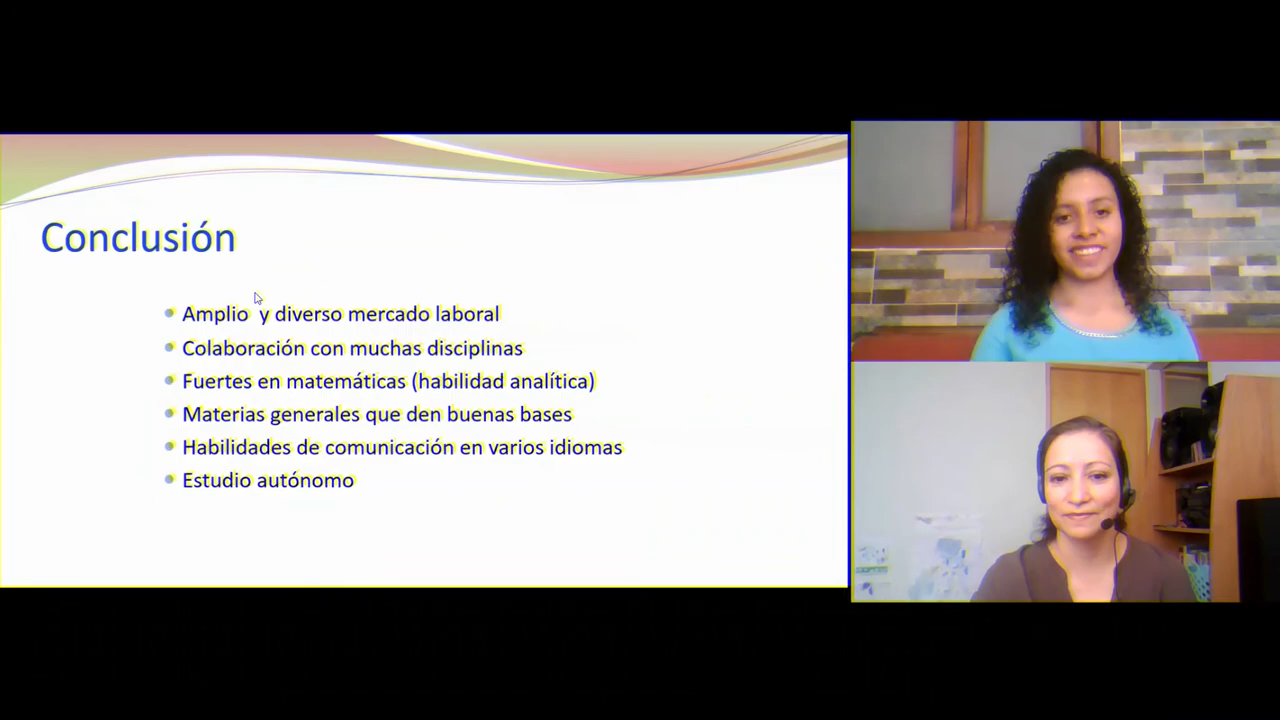 Conclusión
Amplio y diverso mercado laboral
Colaboración con muchas disciplinas
Fuertes en matemáticas (habilidad analítica)
Materias generales que den buenas bases
Habilidades de comunicación en varios idiomas
Estudio autónomo